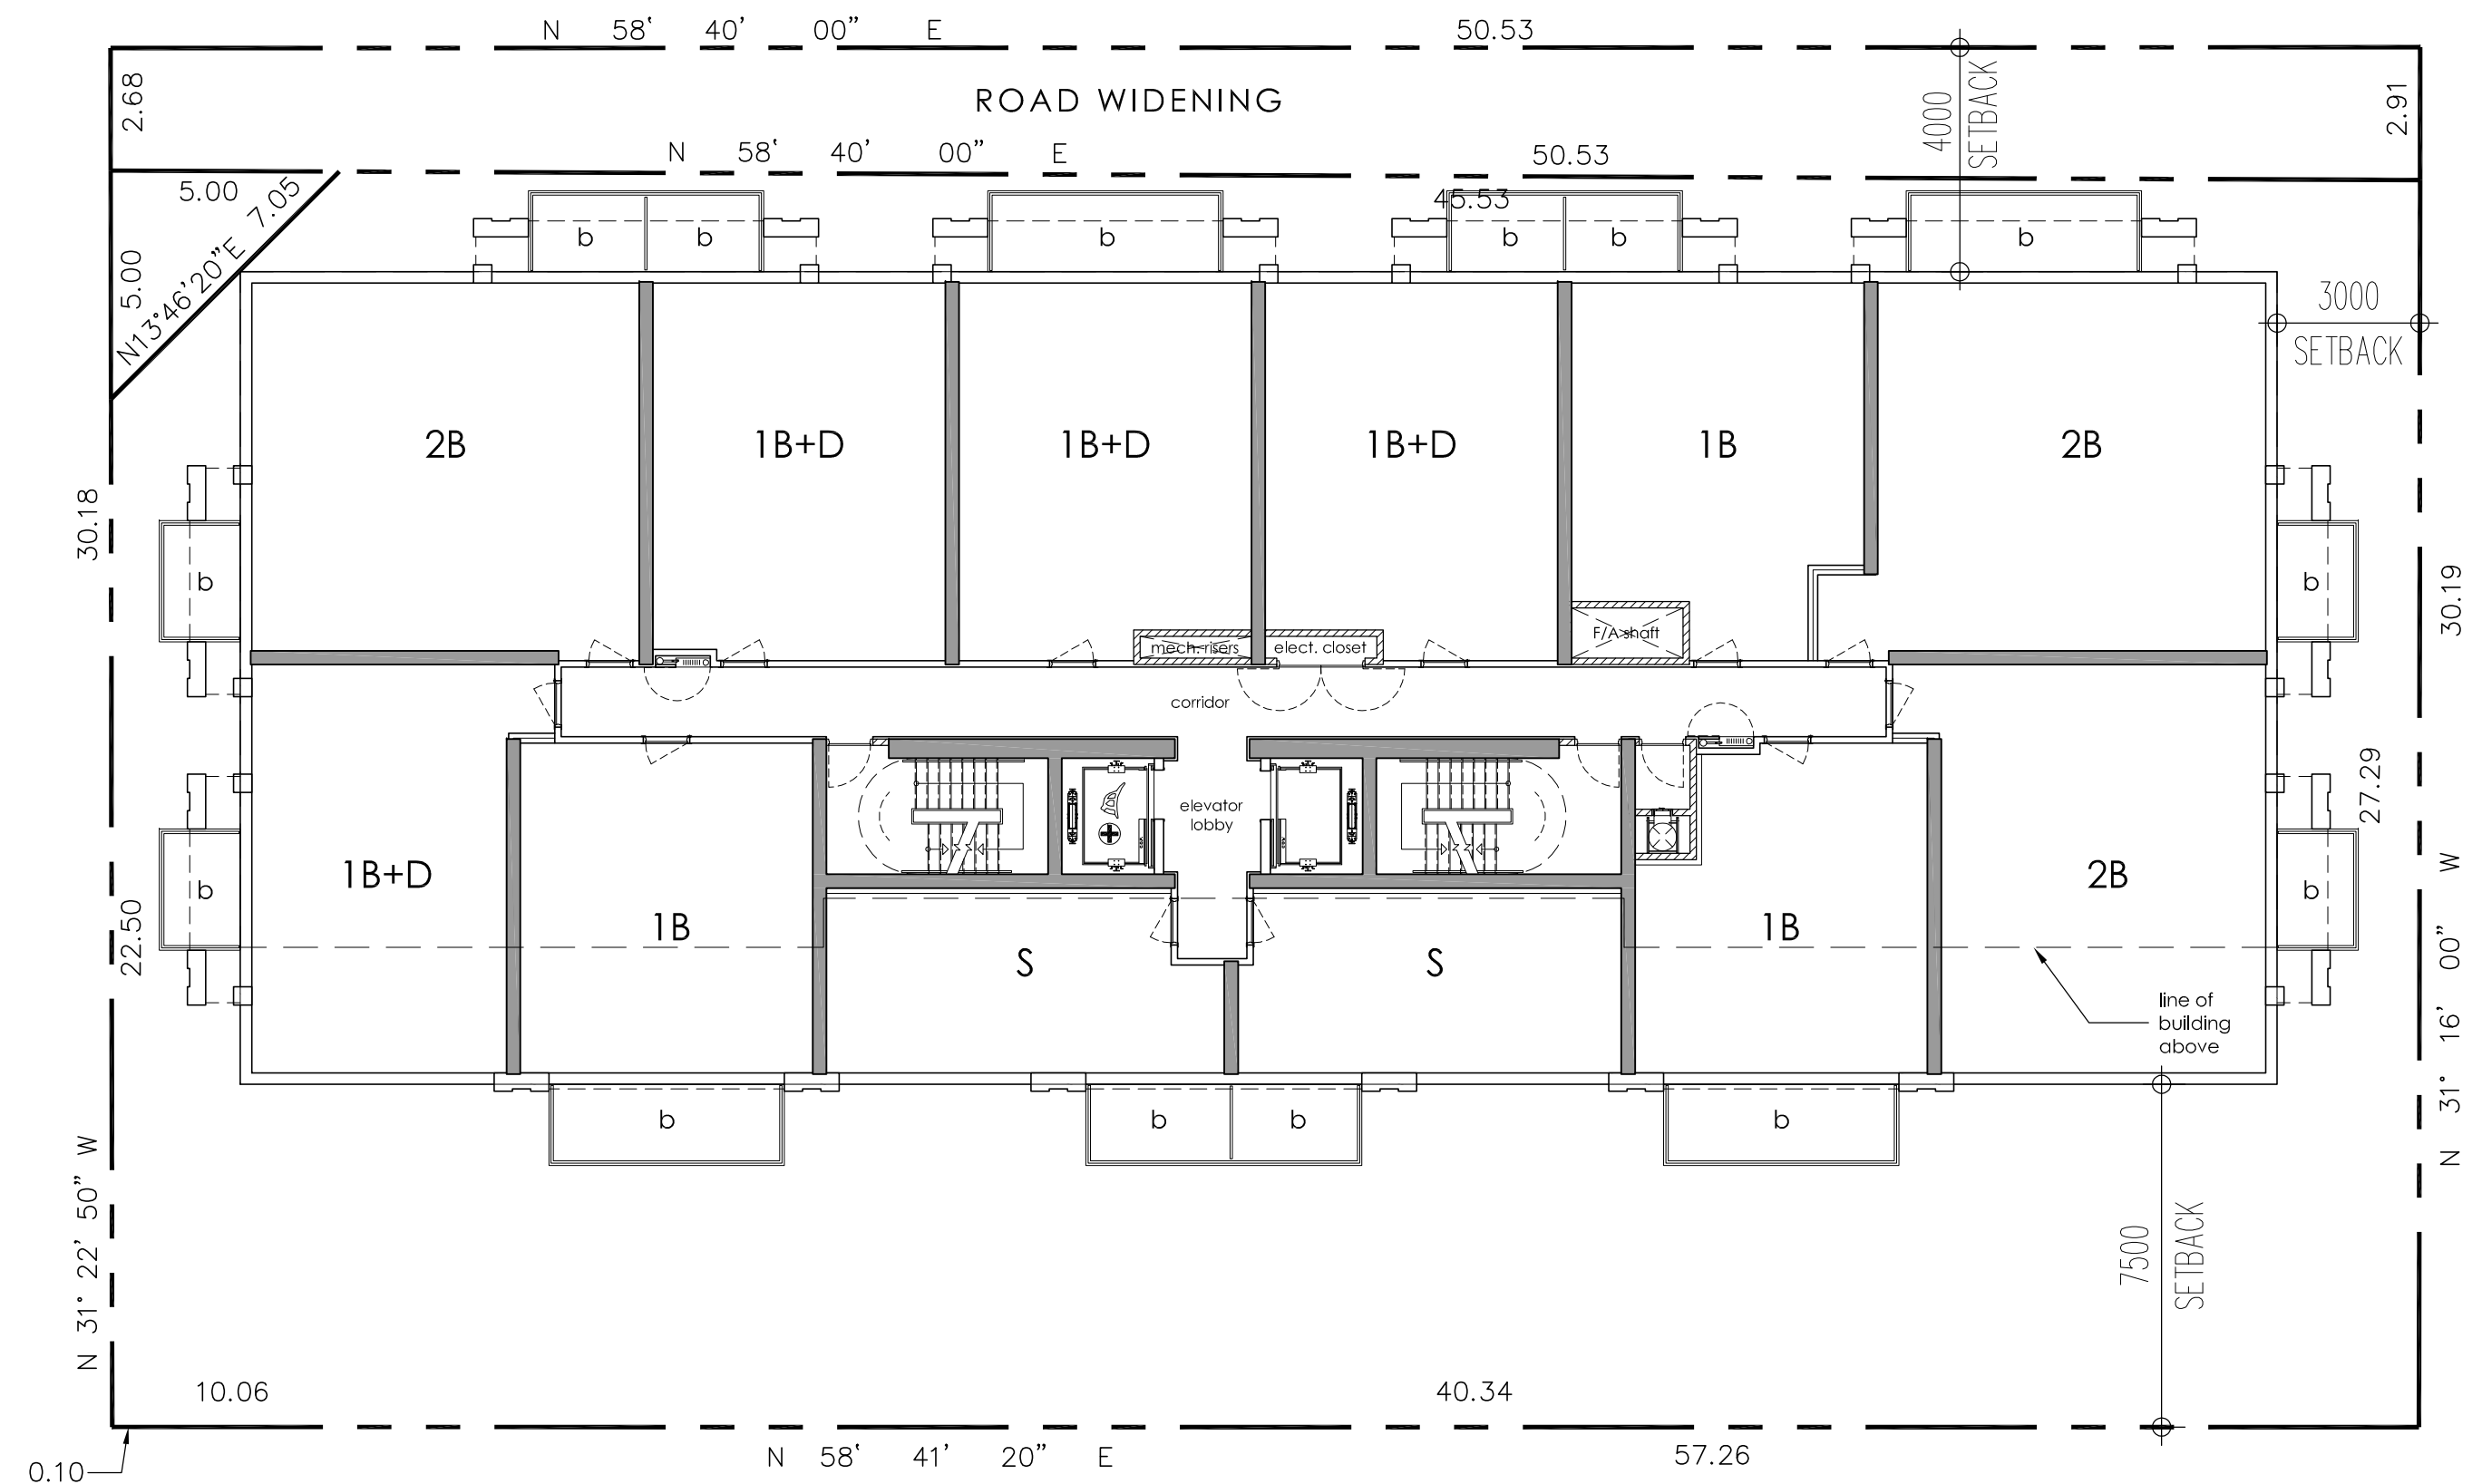 N 58' 40' 00" E 50.53
ROAD WIDENING
2.68
4000
SETBACK
2.91
N 58' 40' 00" E 50.53
5.00
7.05
N13°46'20"E
5.00
45.53
b b b b b b
3000
SETBACK
2B 1B+D 1B+D 1B+D 1B 2B
30.18
b
b
30.19
F/A shaft
mech. risers elect. closet
corridor
elevator
lobby
27.29
1B+D
1B
S
S
1B
2B
b
b
22.50
line of
building
above
b b b b
N 31° 22' 50" W
N 31° 16' 00" W
7500
SETBACK
10.06 40.34
N 58' 41' 20" E 57.26
0.10